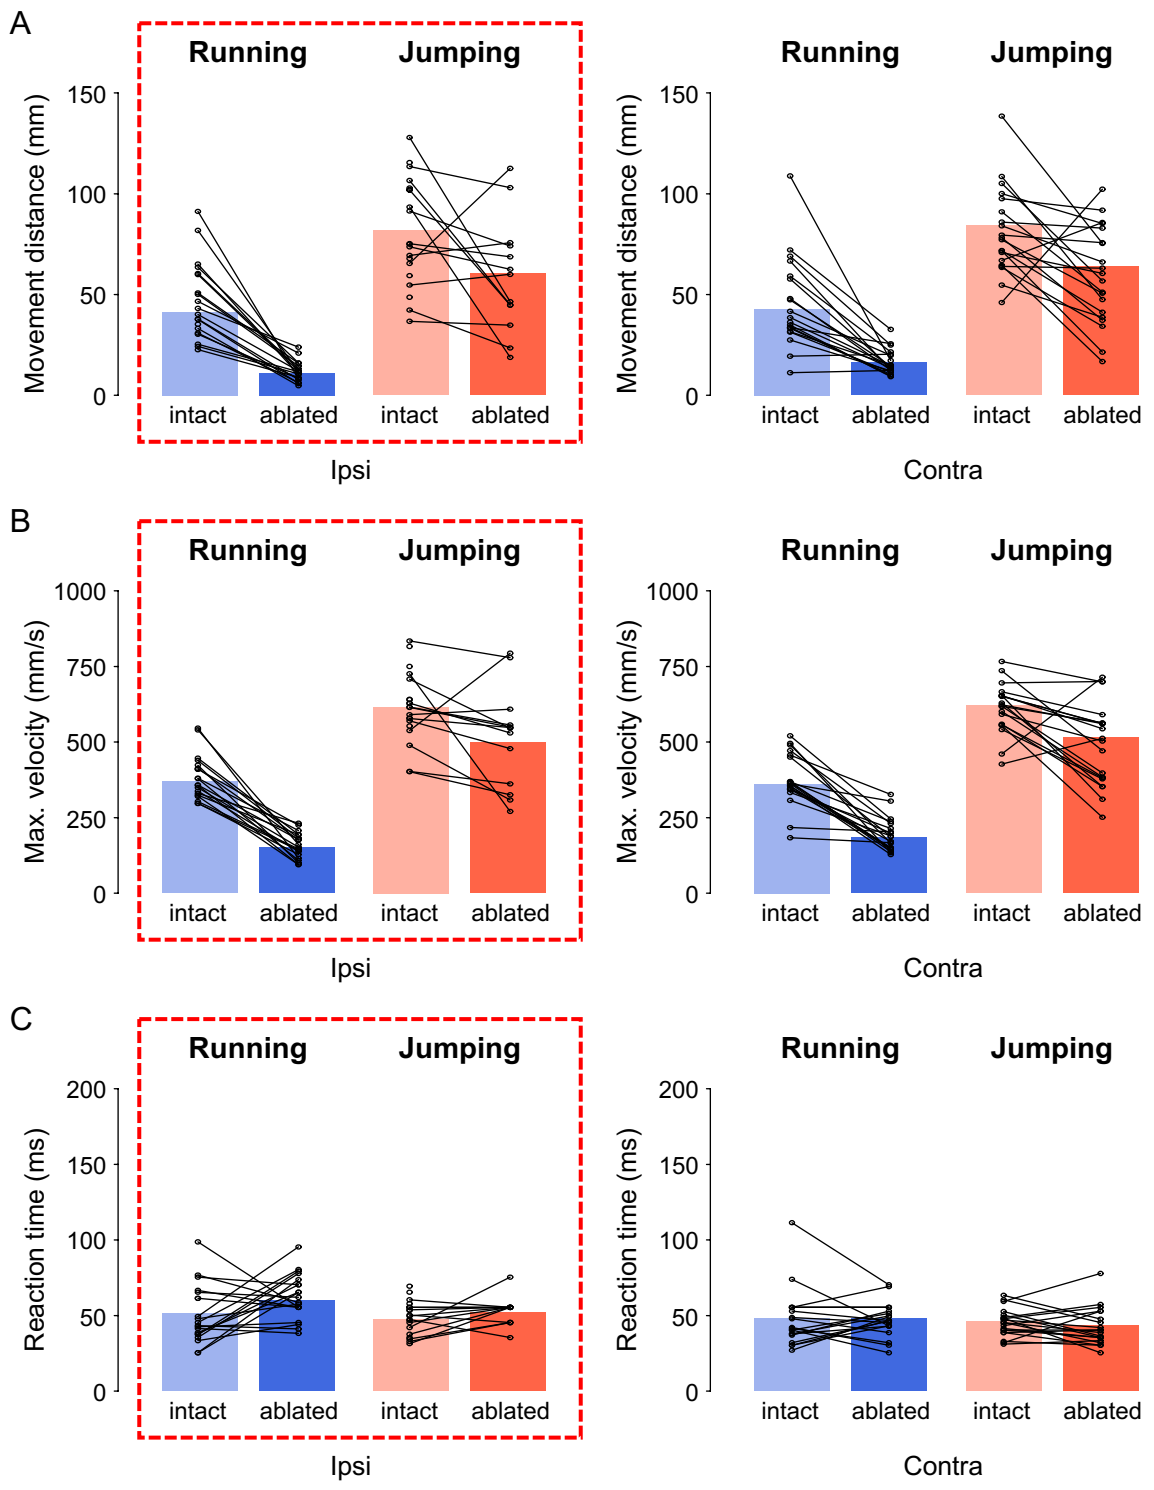 A
Running Jumping Running Jumping
Movement distance (mm) 150 100 50 0
Movement distance (mm) 150 100 50 0
intact ablated intact ablated intact ablated intact ablated
Ipsi Contra
B
Running Jumping Running Jumping
Max. velocity (mm/s) 1000 750 500 250 0
Max. velocity (mm/s) 1000 750 500 250 0
intact ablated intact ablated intact ablated intact ablated
Ipsi Contra
C
Running Jumping Running Jumping
Reaction time (ms) 200 150 100 50 0
Reaction time (ms) 200 150 100 50 0
intact ablated intact ablated intact ablated intact ablated
Ipsi Contra